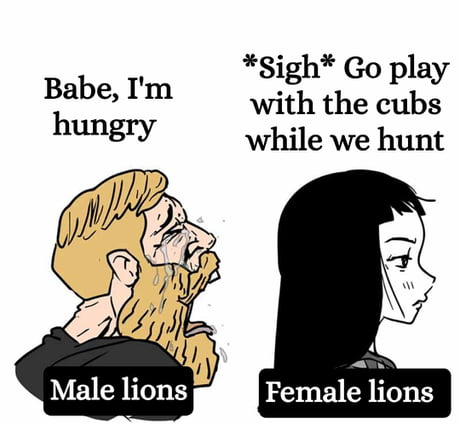 Babe, I'm
hungry
*Sigh* Go play
with the cubs
while we hunt
Male lions
Female lions